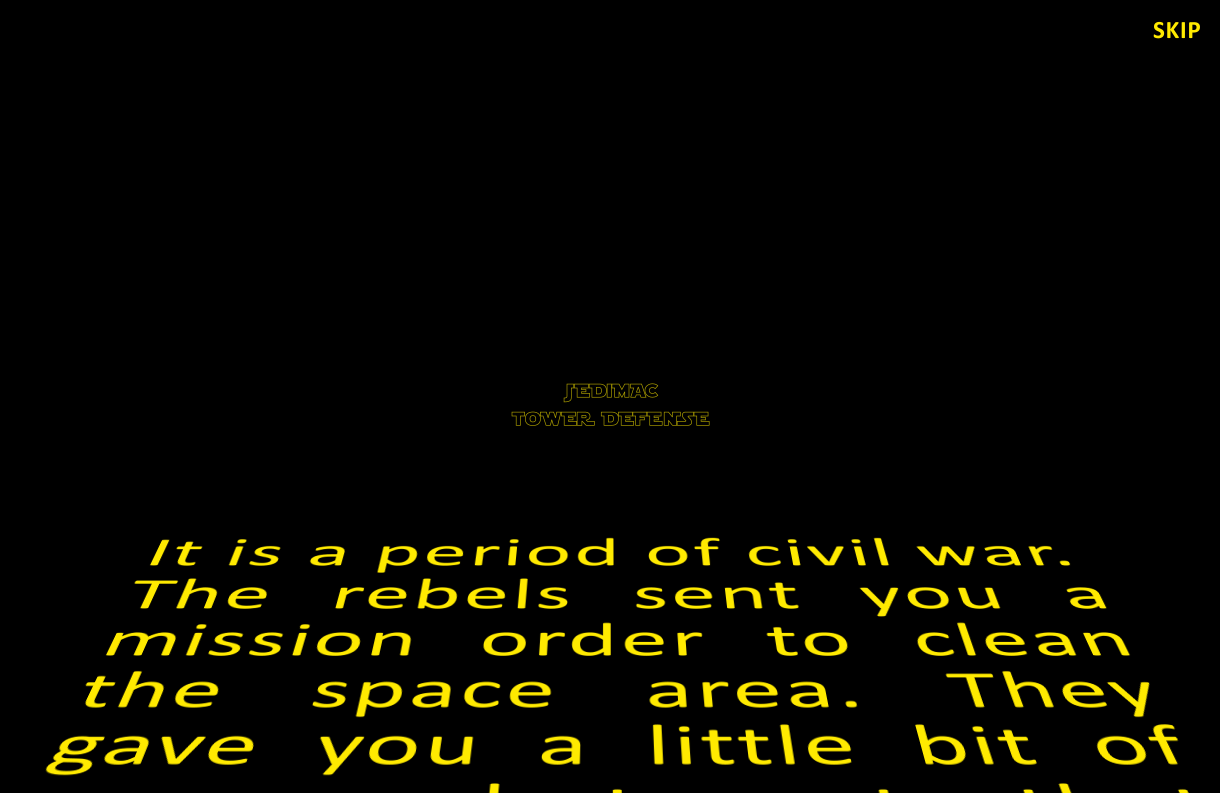 SKIP
JEDIMAC
TOWER DEFENSE
It is a period of civil war.
The rebels sent you a
mission order to clean
the space area. They
gave you a little bit of